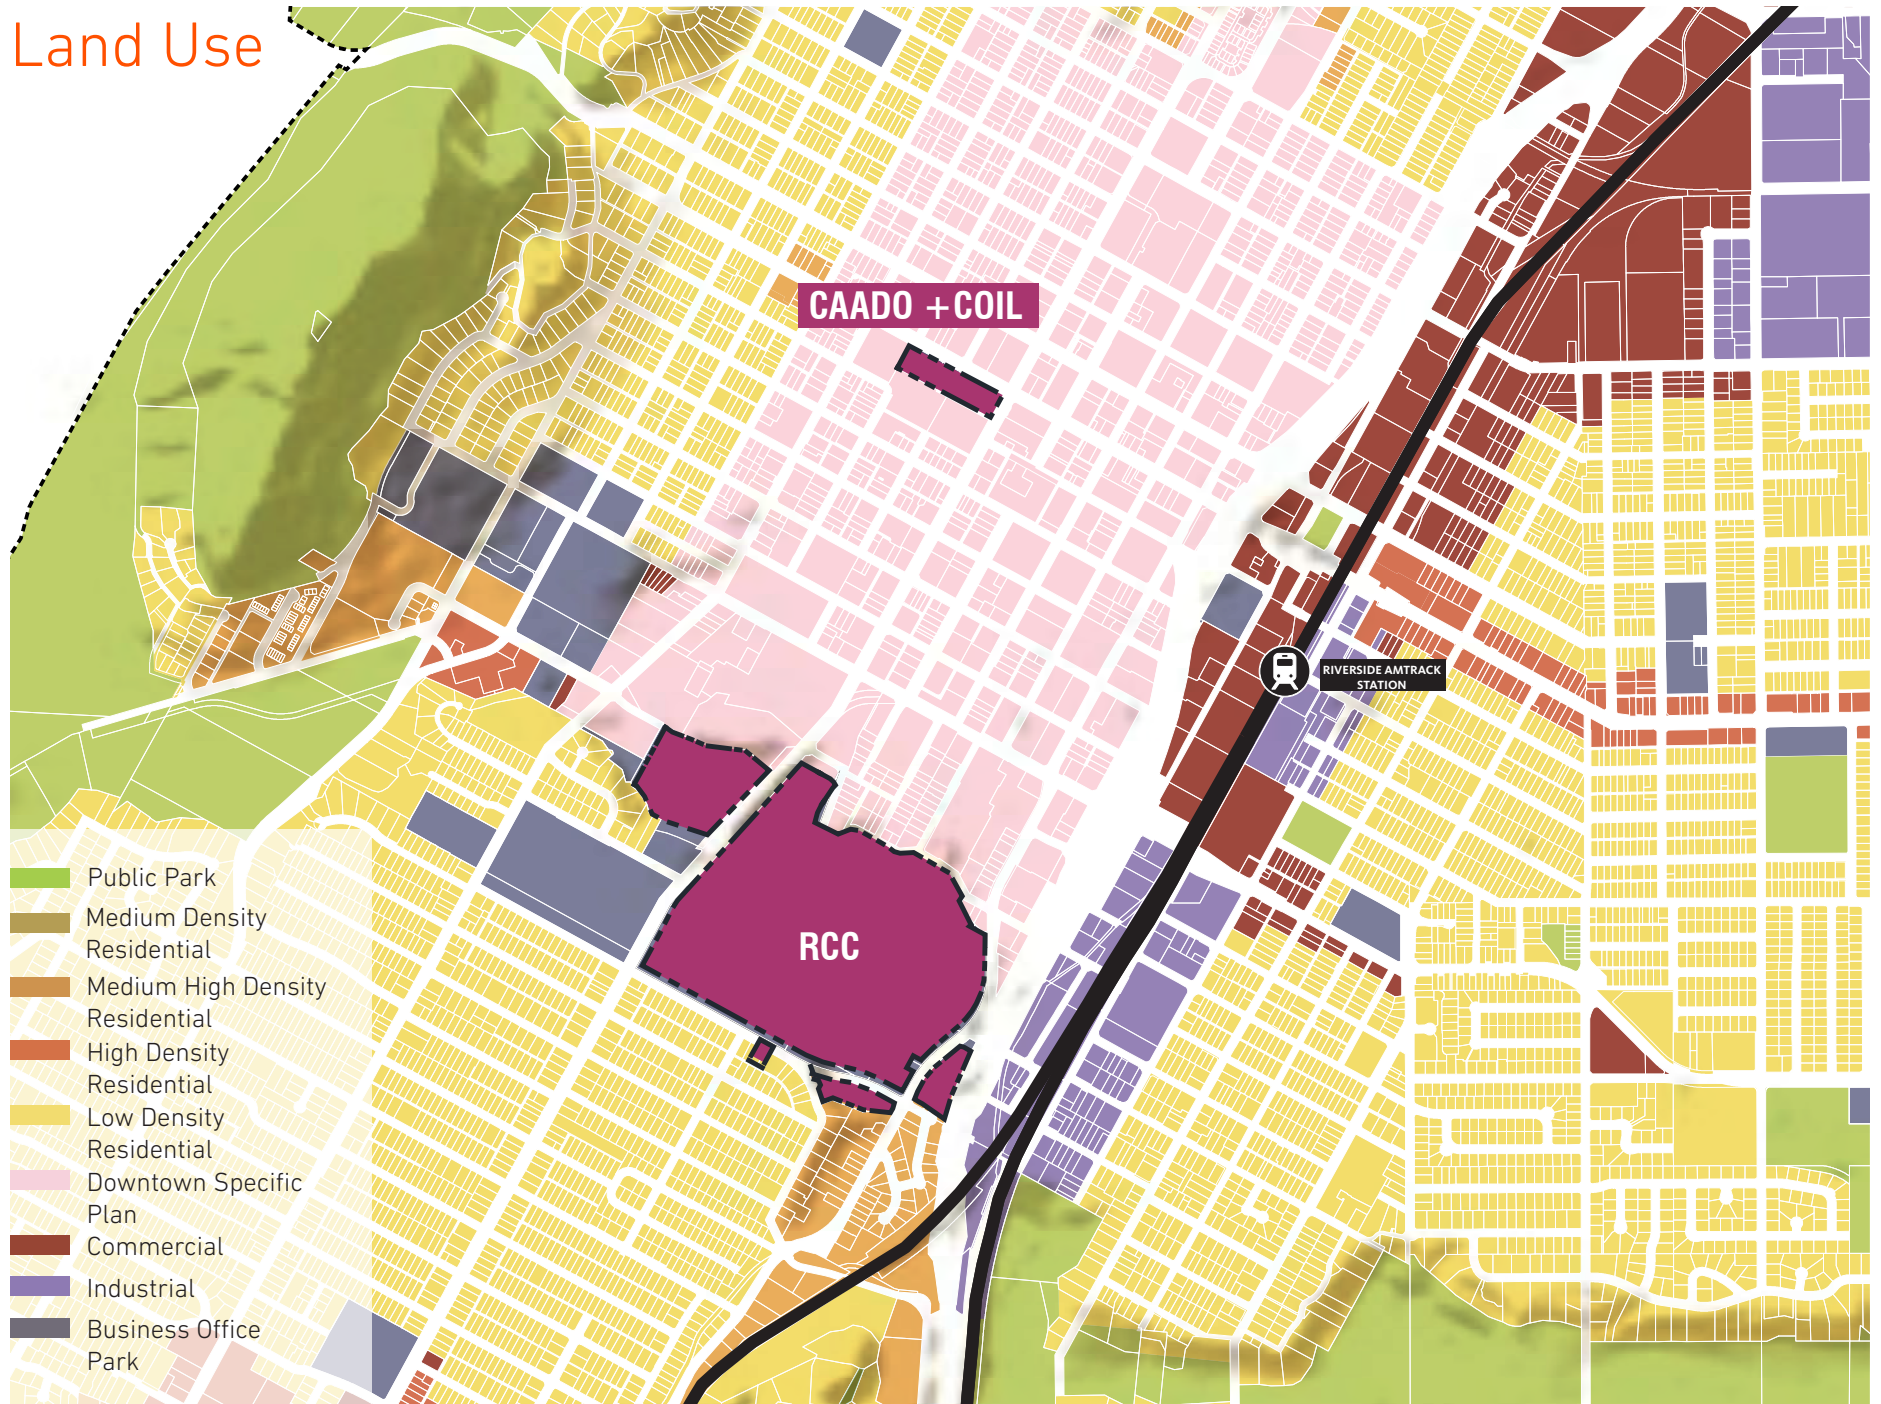 Land Use
CAADO +COIL
RIVERSIDE AMTRACK
STATION
RCC
Public Park
Medium Density
Residential
Medium High Density
Residential
High Density
Residential
Low Density
Residential
Downtown Specific
Plan
Commercial
Industrial
Business Office
Park